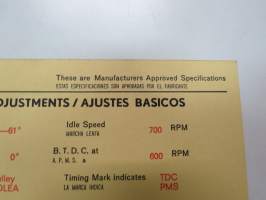 These are Manufacturers Approved Specifications
ESTAS ESPECIFICACIONES SON APROBADAS POR EL FABRICANTE
ADJUSTMENTS / AJUSTES BASICOS
—61° Idle Speed 700 RPM
MARCHA LENTA
0° B.T.D.C. at 600 RPM
A.P.M.S. a
Timing Mark indicates TDC
LA MARCA INDICA PMS